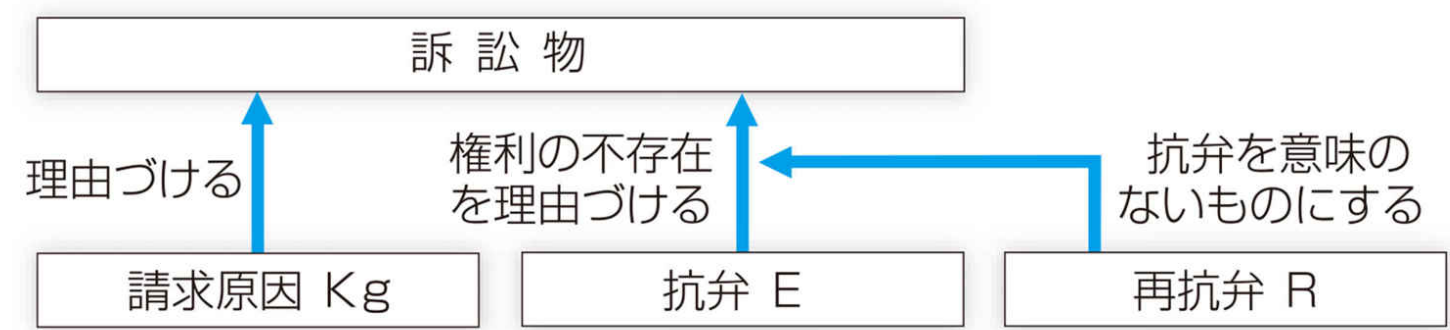 訴訟物
理由づける
権利の不存在
を理由づける
抗弁を意味の
ないものにする
請求原因 Kg
抗弁 E
再抗弁 R